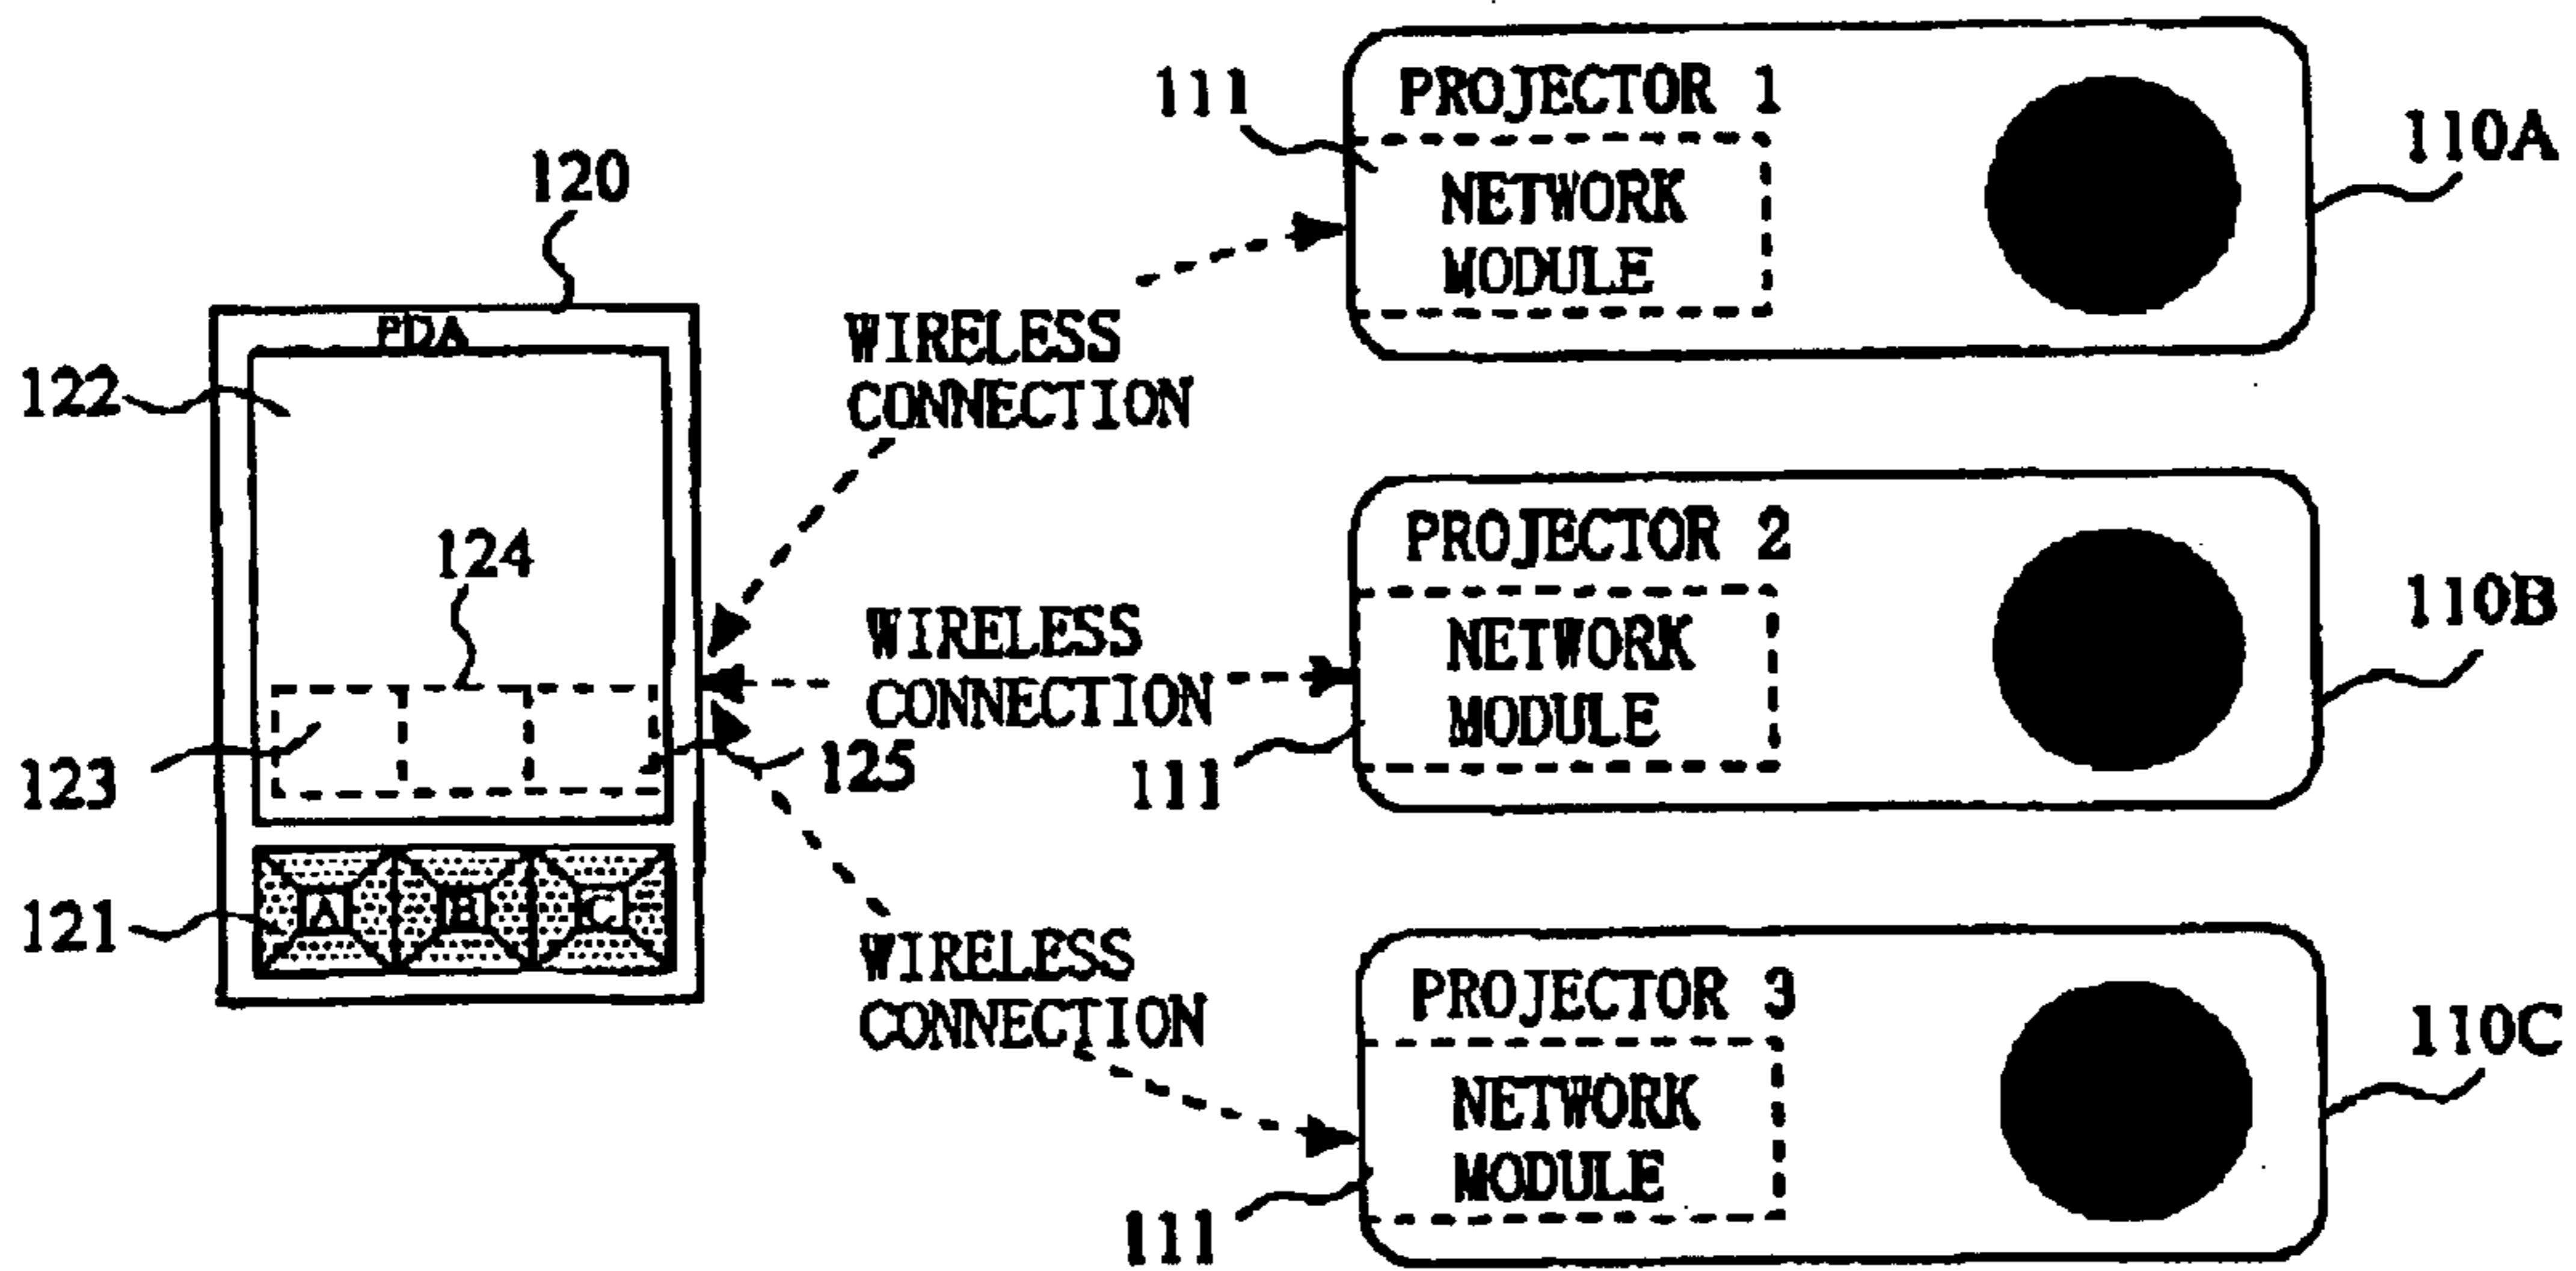 120
PDA
122
124
123
125
A B C
121
WIRELESS
CONNECTION
WIRELESS
CONNECTION
WIRELESS
CONNECTION
PROJECTOR 1
111
NETWORK
MODULE
110A
PROJECTOR 2
NETWORK
MODULE
111
110B
PROJECTOR 3
NETWORK
MODULE
111
110C